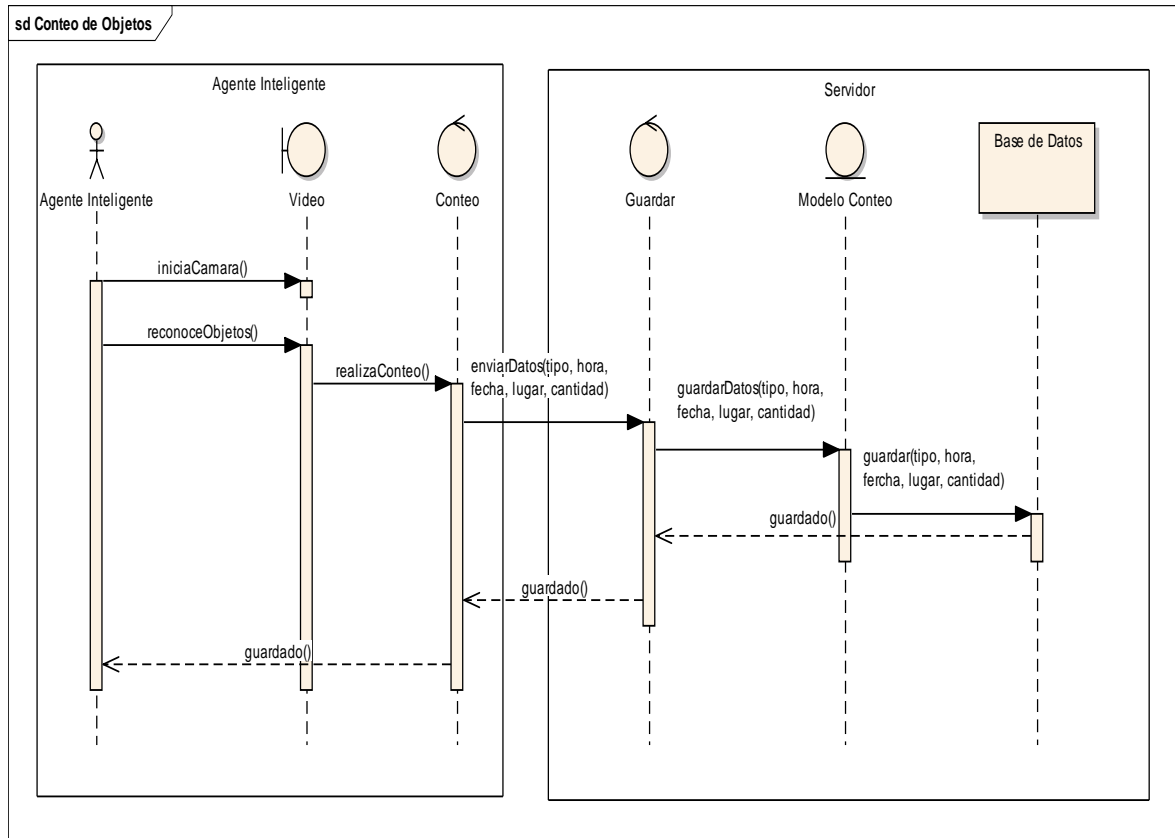 sd Conteo de Objetos
Agente Inteligente
Servidor
Base de Datos
Agente Inteligente
Video
Conteo
Guardar
Modelo Conteo
iniciaCamara()
reconoceObjetos()
realizaConteo()
enviarDatos(tipo, hora,
fecha, lugar, cantidad)
guardarDatos(tipo, hora,
fecha, lugar, cantidad)
guardar(tipo, hora,
fercha, lugar, cantidad)
guardado()
guardado()
guardado()